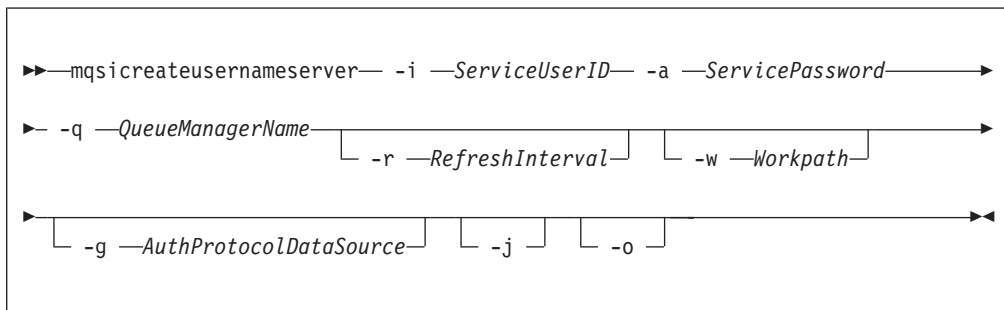 mqsicreateusernameserver -i ServiceUserID -a ServicePassword
-q QueueManagerName
-r RefreshInterval -w Workpath
-g AuthProtocolDataSource -j -o